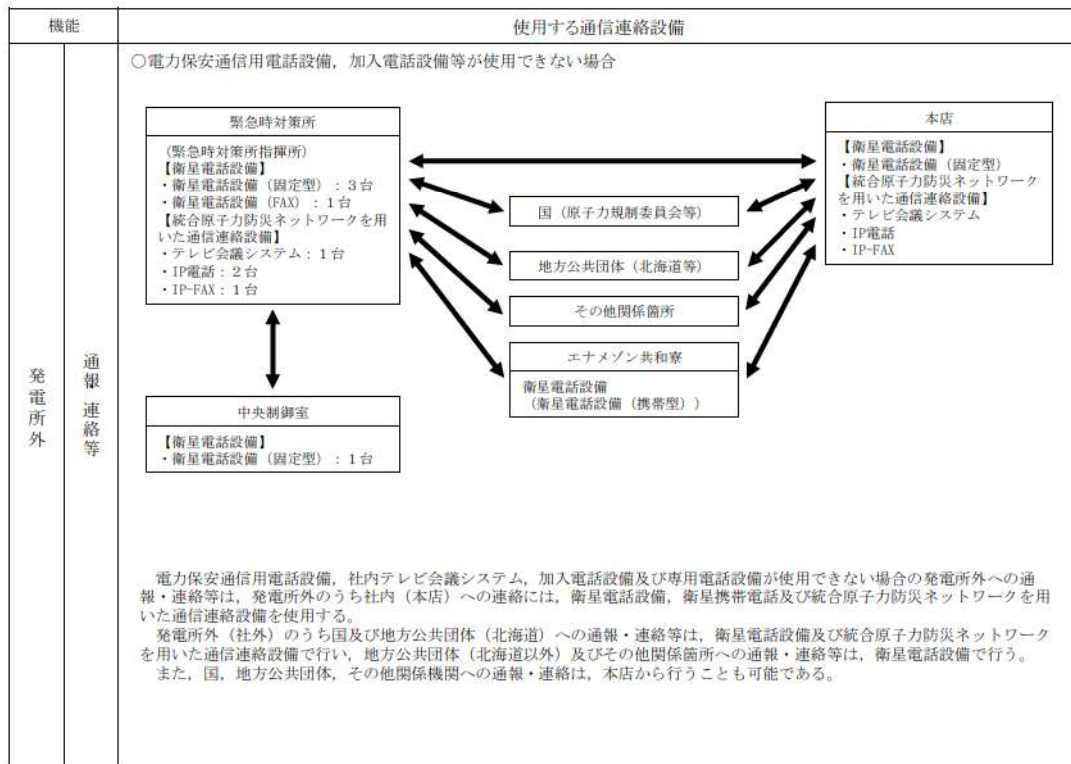 機能
使用する通信連絡設備
発電所外
通報・連絡等
○電力保安通信用電話設備，加入電話設備等が使用できない場合
緊急時対策所
(緊急時対策所指揮所)
【衛星電話設備】
・衛星電話設備（固定型）：３台
・衛星電話設備（FAX）：１台
【統合原子力防災ネットワークを用
いた通信連絡設備】
・テレビ会議システム：１台
・IP電話：２台
・IP-FAX：１台
中央制御室
【衛星電話設備】
・衛星電話設備（固定型）：１台
国（原子力規制委員会等）
地方公共団体（北海道等）
その他関係箇所
エナメゾン共和寮
衛星電話設備
（衛星電話設備（携帯型））
本店
【衛星電話設備】
・衛星電話設備（固定型）
【統合原子力防災ネットワーク
を用いた通信連絡設備】
・テレビ会議システム
・IP電話
・IP-FAX
電力保安通信用電話設備，社内テレビ会議システム，加入電話設備及び専用電話設備が使用できない場合の発電所外への通
報・連絡等は，発電所外のうち社内（本店）への連絡には，衛星電話設備，衛星携帯電話及び統合原子力防災ネットワークを用
いた通信連絡設備を使用する。
発電所外（社外）のうち国及び地方公共団体（北海道）への通報・連絡等は，衛星電話設備及び統合原子力防災ネットワーク
を用いた通信連絡設備で行い，地方公共団体（北海道以外）及びその他関係箇所への通報・連絡等は，衛星電話設備で行う。
また，国，地方公共団体，その他関係機関への通報・連絡は，本店から行うことも可能である。